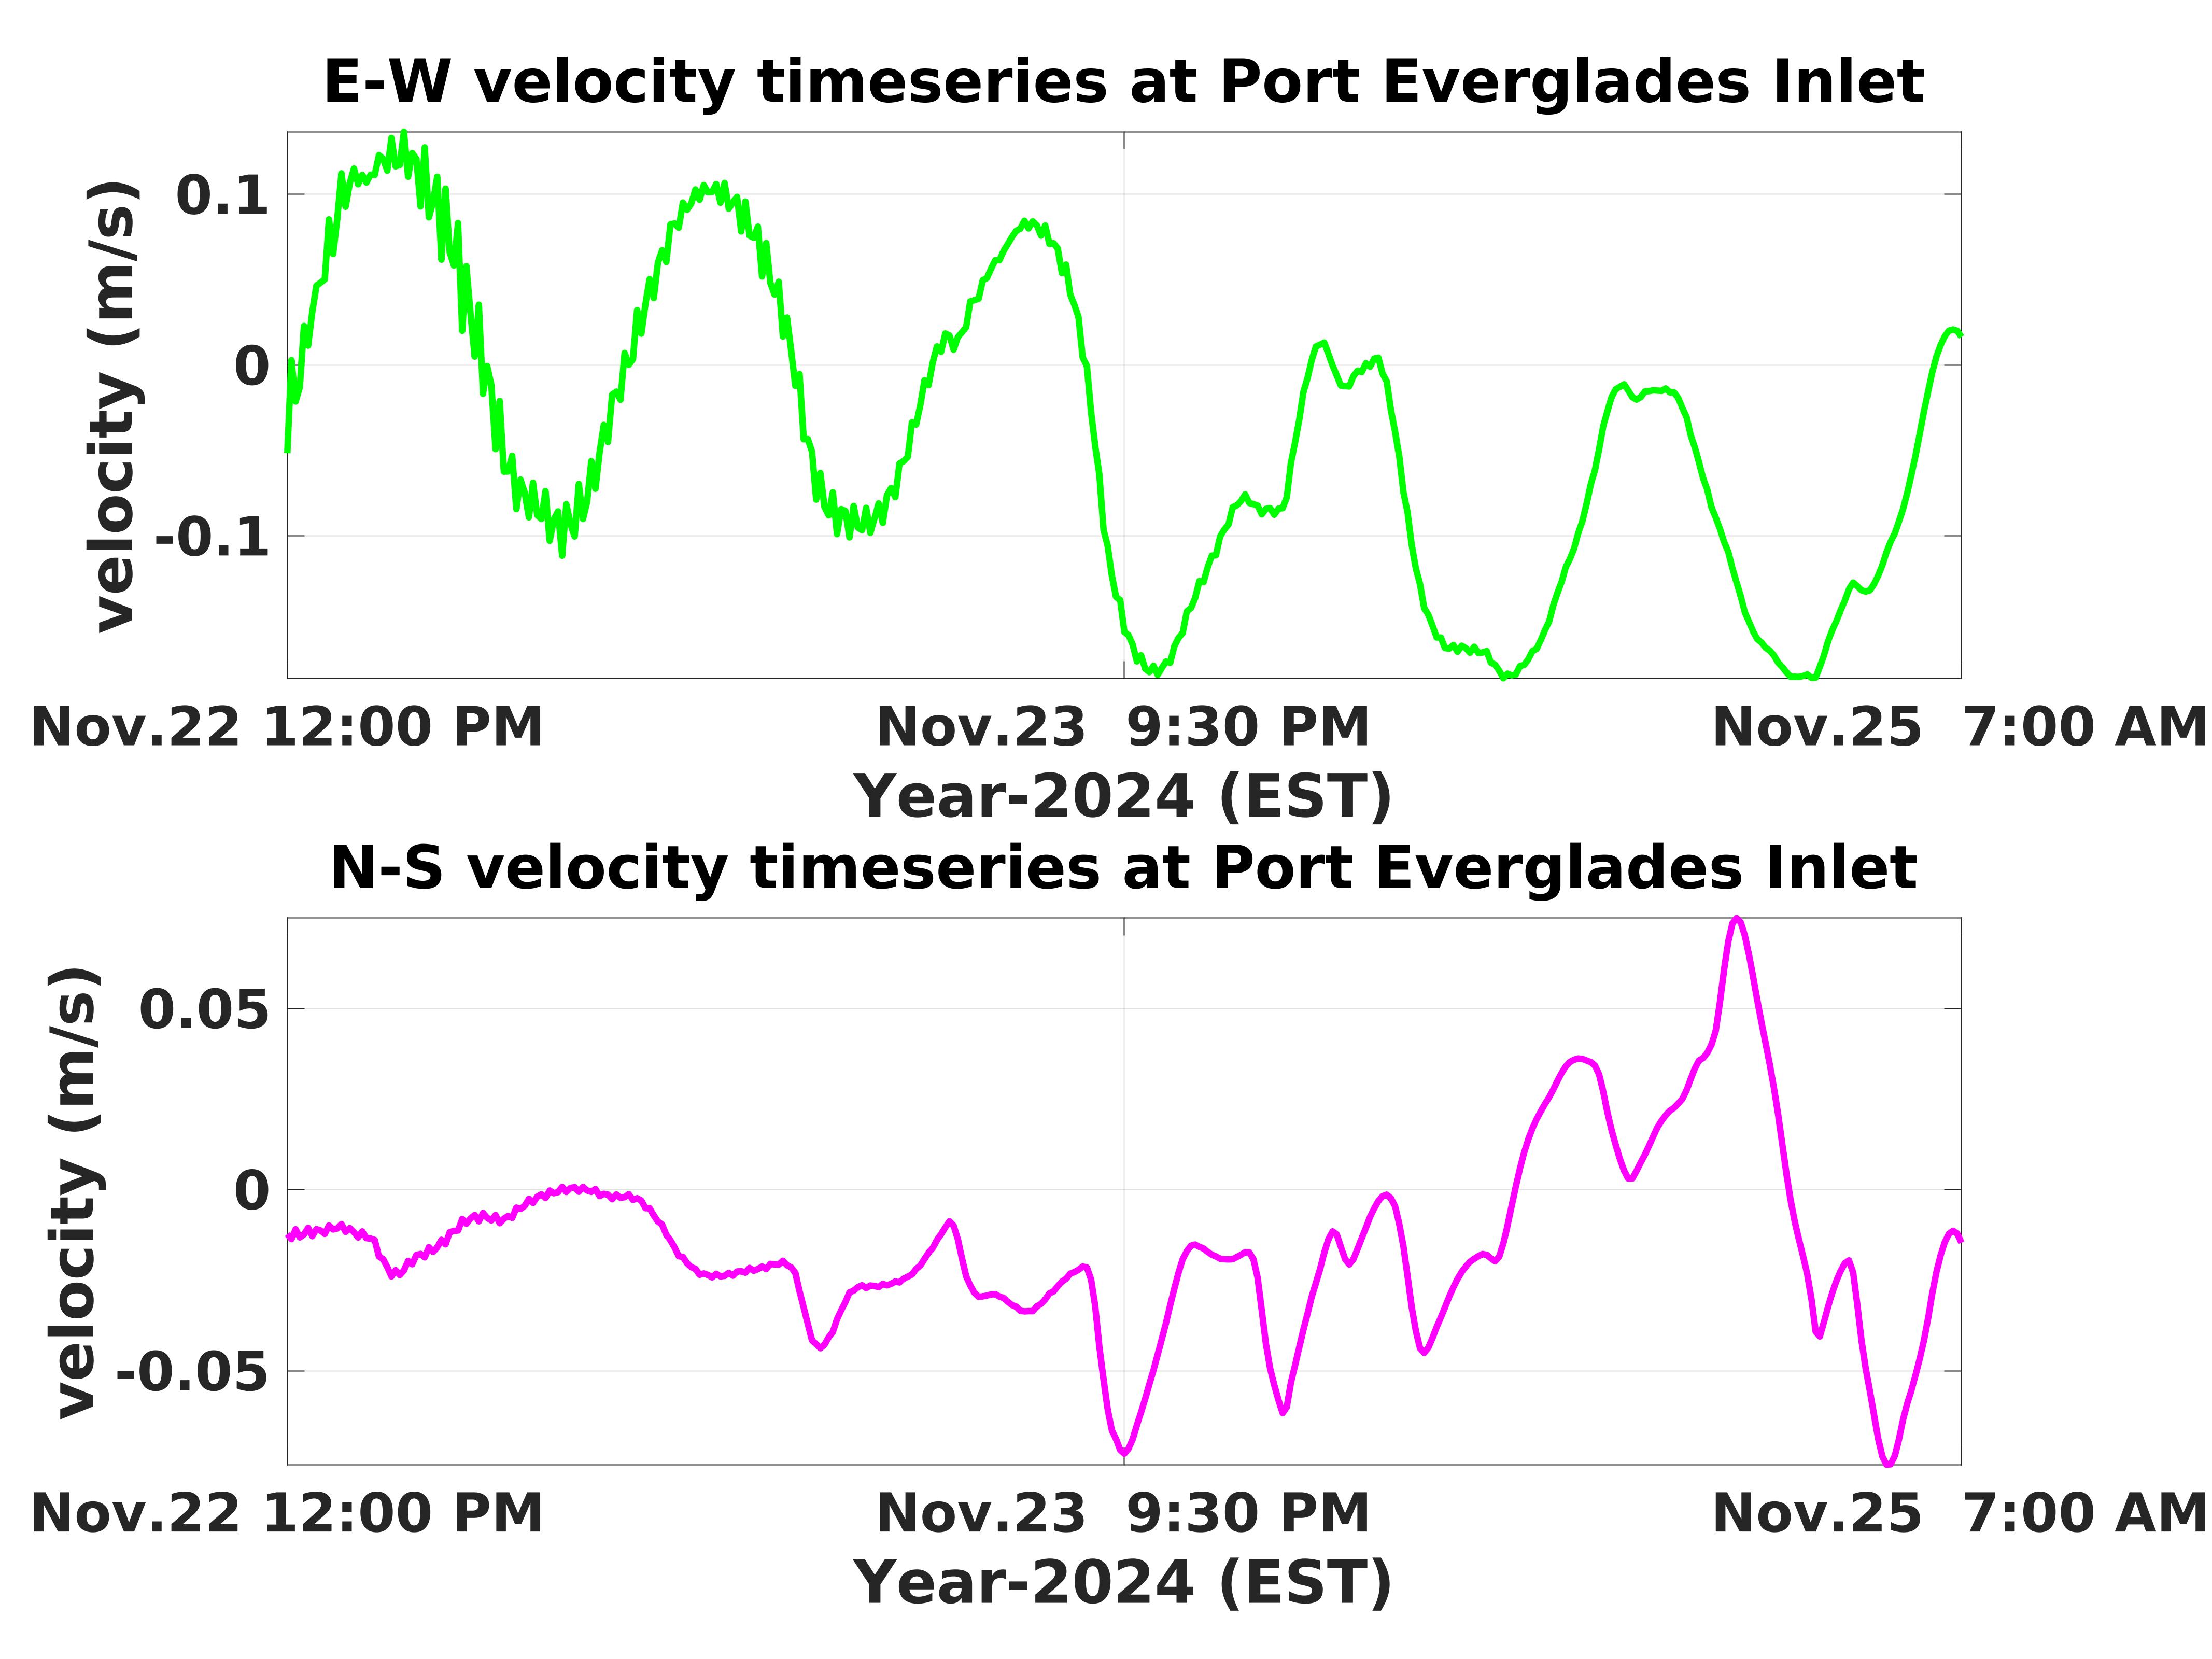 E-W velocity timeseries at Port Everglades Inlet
velocity (m/s)
0.1
0
-0.1
Nov.22 12:00 PM Nov.23 9:30 PM Nov.25 7:00 AM
Year-2024 (EST)
N-S velocity timeseries at Port Everglades Inlet
velocity (m/s)
0.05
0
-0.05
Nov.22 12:00 PM Nov.23 9:30 PM Nov.25 7:00 AM
Year-2024 (EST)